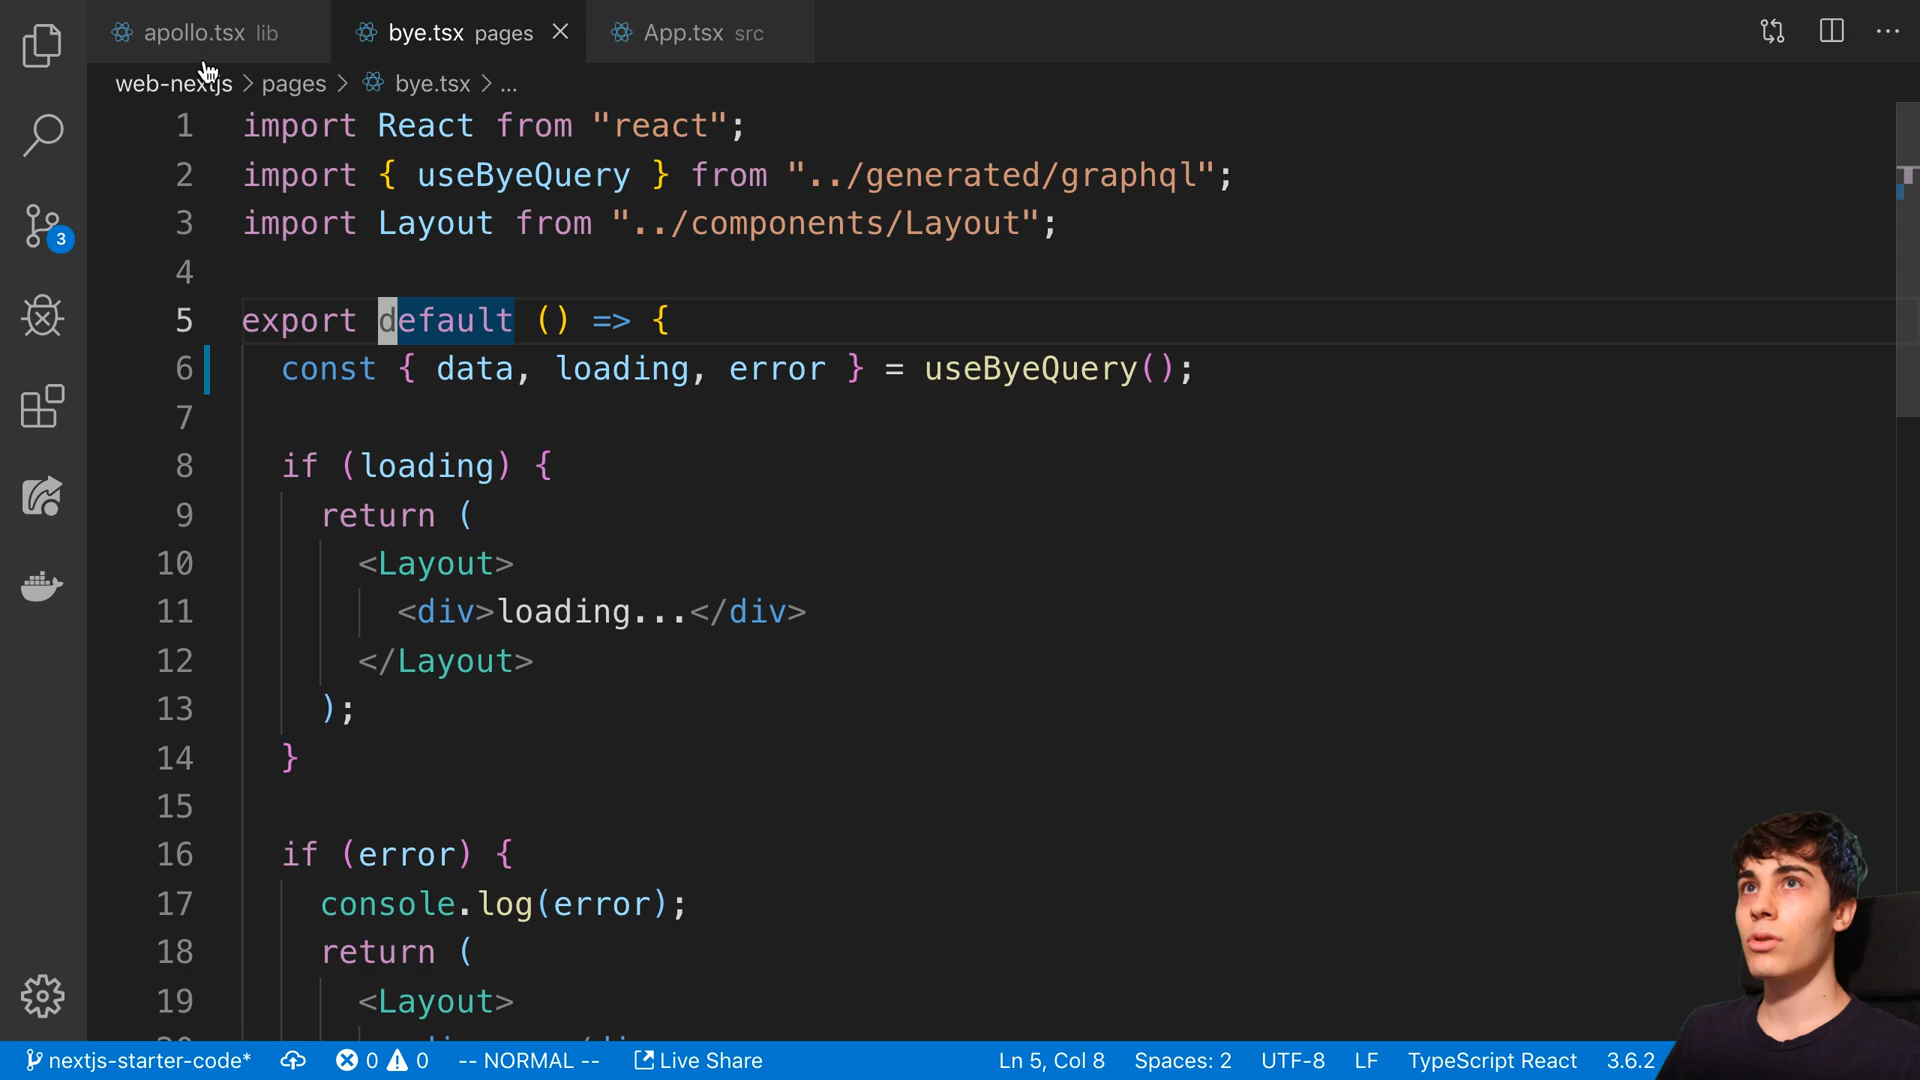 apollo.tsx lib bye.tsx pages App.tsx src
web-nextjs > pages > bye.tsx > ...
1 import React from "react";
2 import { useByeQuery } from "../generated/graphql";
3 import Layout from "../components/Layout";
4
5 export default () => {
6 const { data, loading, error } = useByeQuery();
7
8 if (loading) {
9 return (
10 <Layout>
11 <div>loading...</div>
12 </Layout>
13 );
14 }
15
16 if (error) {
17 console.log(error);
18 return (
19 <Layout>
3
nextjs-starter-code* 0 0 -- NORMAL -- Live Share Ln 5, Col 8 Spaces: 2 UTF-8 LF TypeScript React 3.6.2